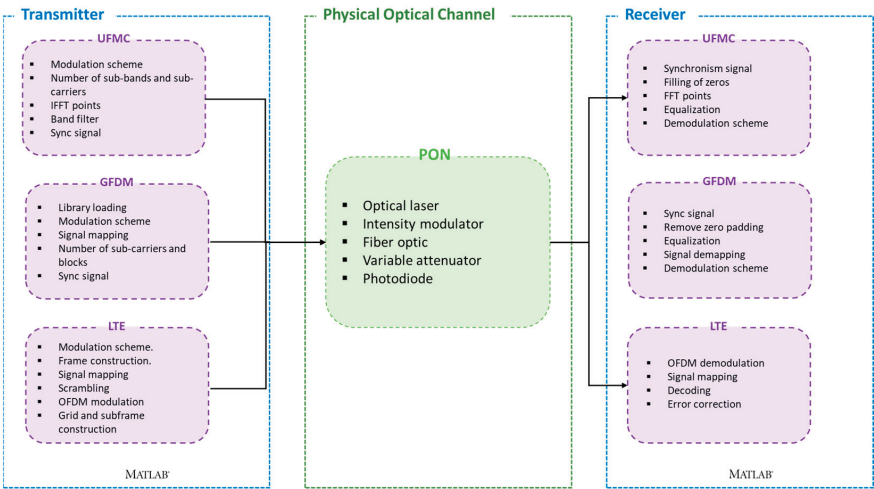 Transmitter
UFMC
▪ Modulation scheme
▪ Number of sub-bands and sub-
carriers
▪ IFFT points
▪ Band filter
▪ Sync signal
GFDM
▪ Library loading
▪ Modulation scheme
▪ Signal mapping
▪ Number of sub-carriers and
blocks
▪ Sync signal
LTE
▪ Modulation scheme.
▪ Frame construction.
▪ Signal mapping
▪ Scrambling
▪ OFDM modulation
▪ Grid and subframe
construction
MATLAB®
Physical Optical Channel
PON
▪ Optical laser
▪ Intensity modulator
▪ Fiber optic
▪ Variable attenuator
▪ Photodiode
Receiver
UFMC
▪ Synchronism signal
▪ Filling of zeros
▪ FFT points
▪ Equalization
▪ Demodulation scheme
GFDM
▪ Sync signal
▪ Remove zero padding
▪ Equalization
▪ Signal demapping
▪ Demodulation scheme
LTE
▪ OFDM demodulation
▪ Signal mapping
▪ Decoding
▪ Error correction
MATLAB®